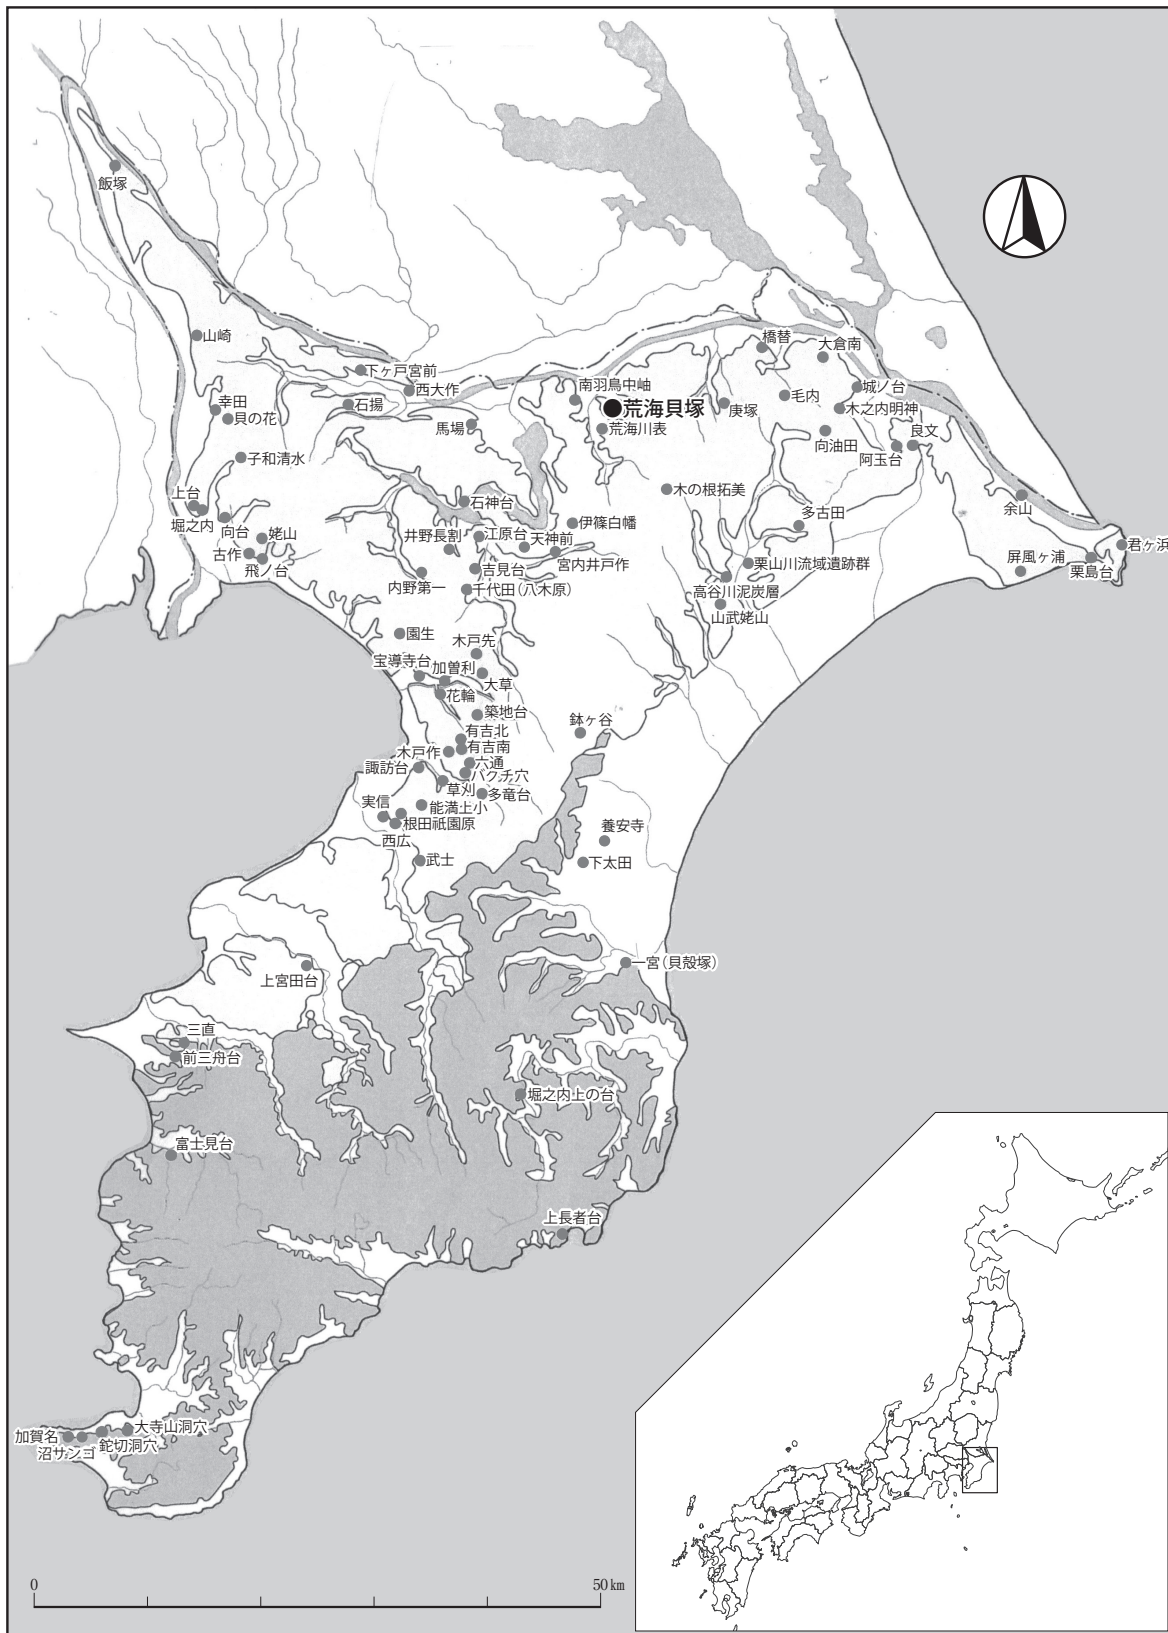 飯塚
山崎
幸田
貝の花
子和清水
上台
堀之内
向台
姥山
古作
飛ノ台
下ヶ戸宮前
西大作
石揚
馬場
南羽鳥中岫
荒海貝塚
荒海川表
橋替
大倉南
毛内
庚塚
城ノ台
木之内明神
向油田
良文
阿玉台
余山
君ヶ浜
屏風ヶ浦
粟島台
石神台
江原台
天神前
伊篠白幡
宮内井戸作
井野長割
吉見台
内野第一
千代田(八木原)
木の根拓美
多古田
栗山川流域遺跡群
高谷川泥炭層
山武姥山
園生
木戸先
宝導寺台
加曽利
大草
花輪
築地台
有吉北
有吉南
木戸作
六通
諏訪台
バクチ穴
草刈
多竜台
実信
能満上小
根田祇園原
西広
武士
鉢ヶ谷
養安寺
下太田
一宮(貝殻塚)
上宮田台
三直
前三舟台
堀之内上の台
富士見台
上長者台
加賀名
沼サンゴ
鉈切洞穴
大寺山洞穴
0
50㎞